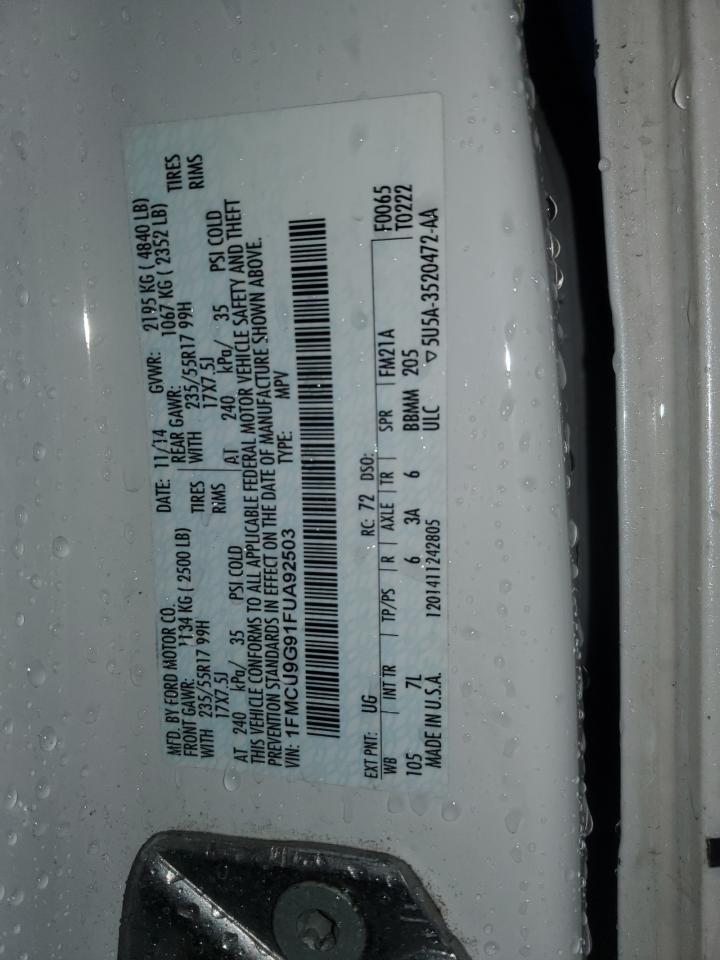 MFD. BY FORD MOTOR CO.
DATE: 11/14 GVWR: 2195 KG ( 4840 LB)
FRONT GAWR: 1134 KG ( 2500 LB) REAR GAWR: 1067 KG ( 2352 LB)
WITH 235/55R17 99H TIRES WITH 235/55R17 99H TIRES
17X7.5J RIMS 17X7.5J RIMS
AT 240 kPa/ 35 PSI COLD AT 240 kPa/ 35 PSI COLD
THIS VEHICLE CONFORMS TO ALL APPLICABLE FEDERAL MOTOR VEHICLE SAFETY AND THEFT
PREVENTION STANDARDS IN EFFECT ON THE DATE OF MANUFACTURE SHOWN ABOVE.
VIN: 1FMCU9G91FUA92503 TYPE: MPV
EXT PNT: UG RC: 72 DSO: F0065
WB INT TR TP/PS R AXLE TR SPR FM21A T0222
105 7L 6 3A 6 BBMM 205
MADE IN U.S.A. 1201411242805 ULC ▽5U5A-3520472-AA